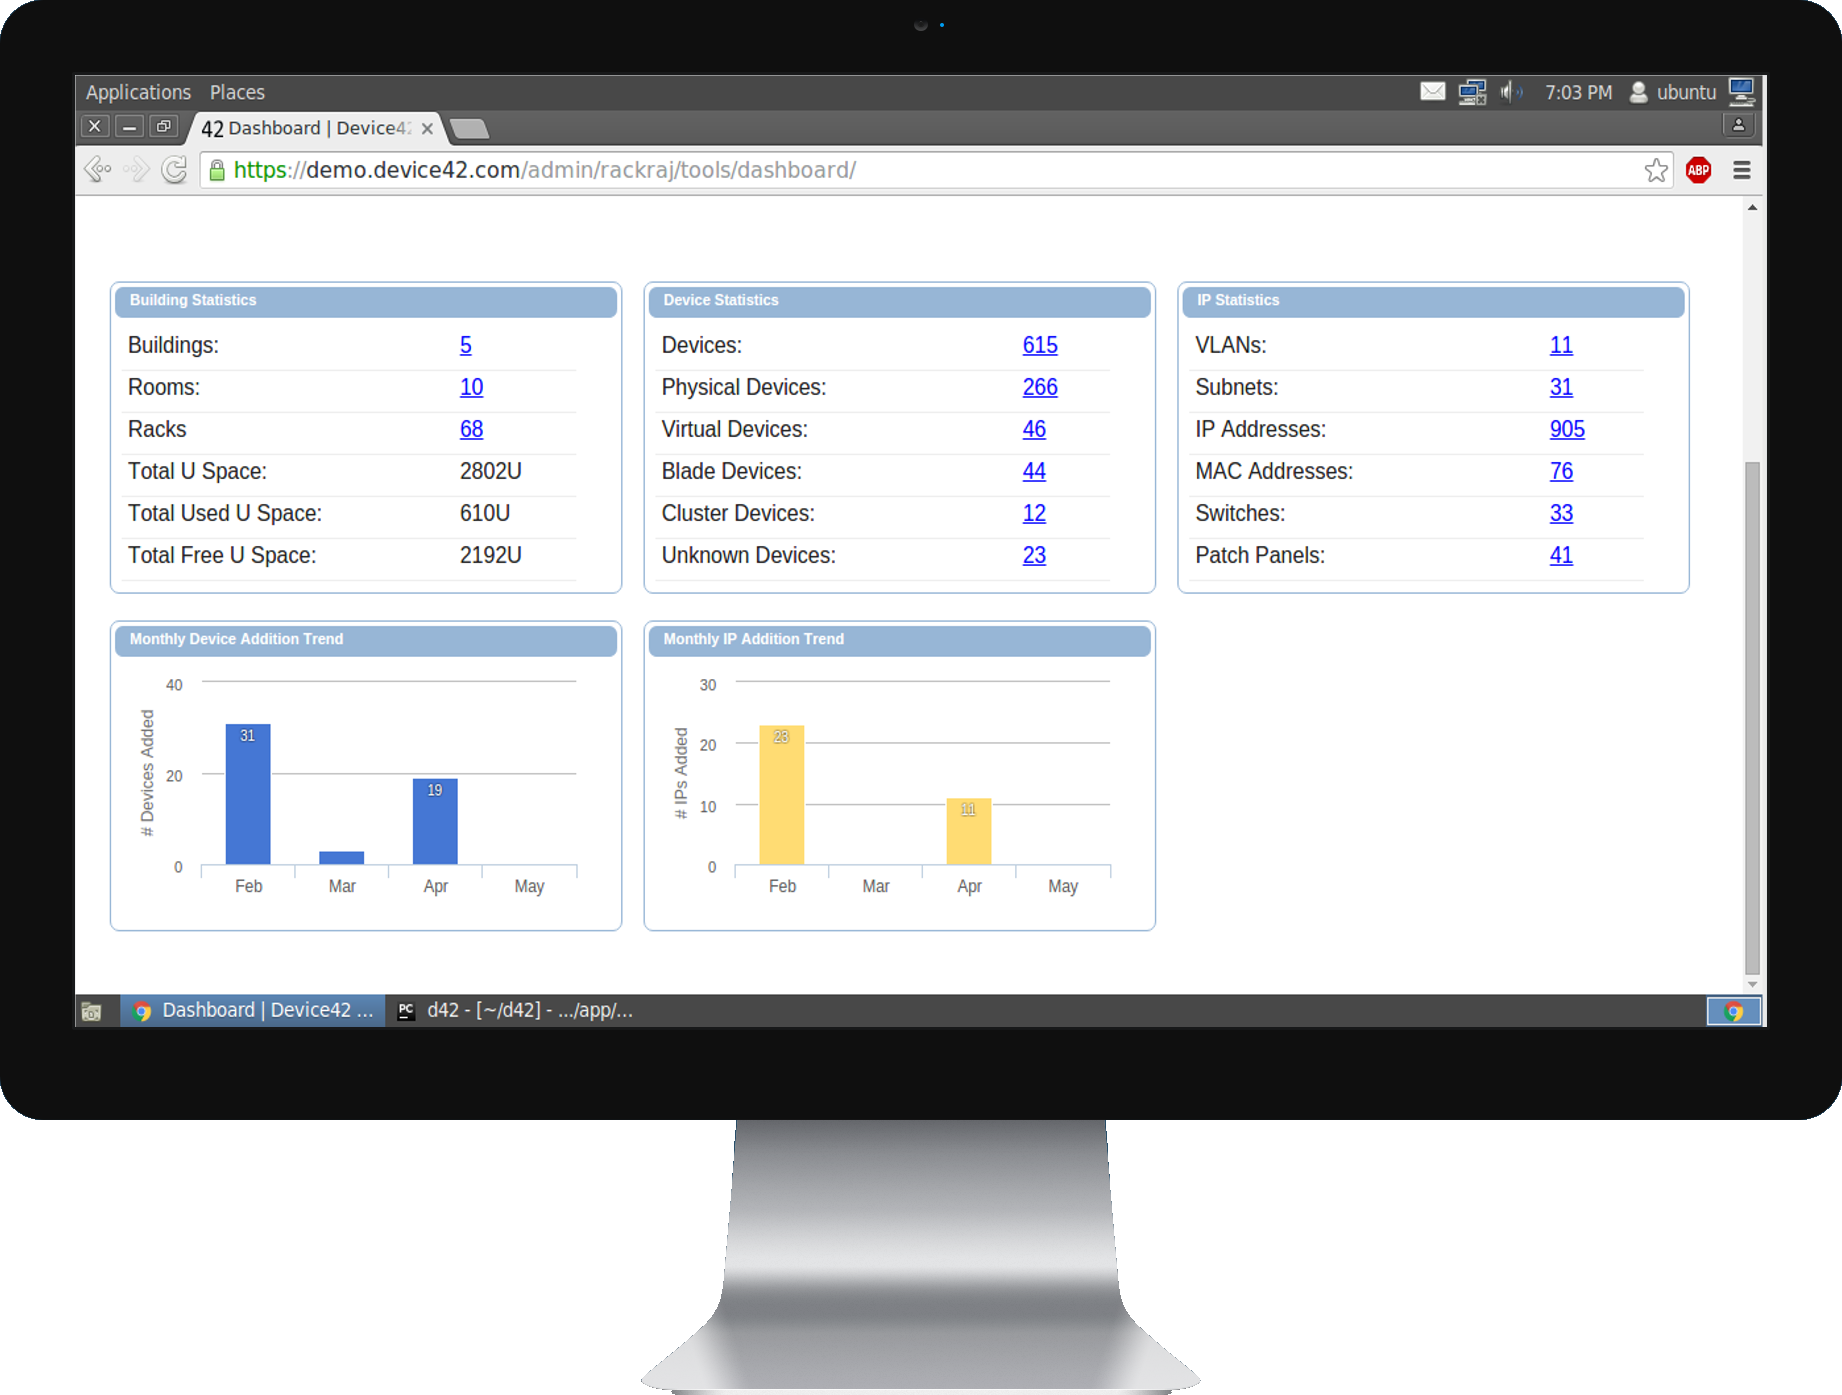 Applications Places 7:03 PM ubuntu
42 Dashboard | Device42
https://demo.device42.com/admin/rackraj/tools/dashboard/
ABP
Building Statistics
Buildings: 5
Rooms: 10
Racks 68
Total U Space: 2802U
Total Used U Space: 610U
Total Free U Space: 2192U
Device Statistics
Devices: 615
Physical Devices: 266
Virtual Devices: 46
Blade Devices: 44
Cluster Devices: 12
Unknown Devices: 23
IP Statistics
VLANs: 11
Subnets: 31
IP Addresses: 905
MAC Addresses: 76
Switches: 33
Patch Panels: 41
Monthly Device Addition Trend
# Devices Added
40
20
0
31
19
Feb Mar Apr May
Monthly IP Addition Trend
# IPs Added
30
20
10
0
23
11
Feb Mar Apr May
Dashboard | Device42 ... PC d42 - [~/d42] - .../app/...